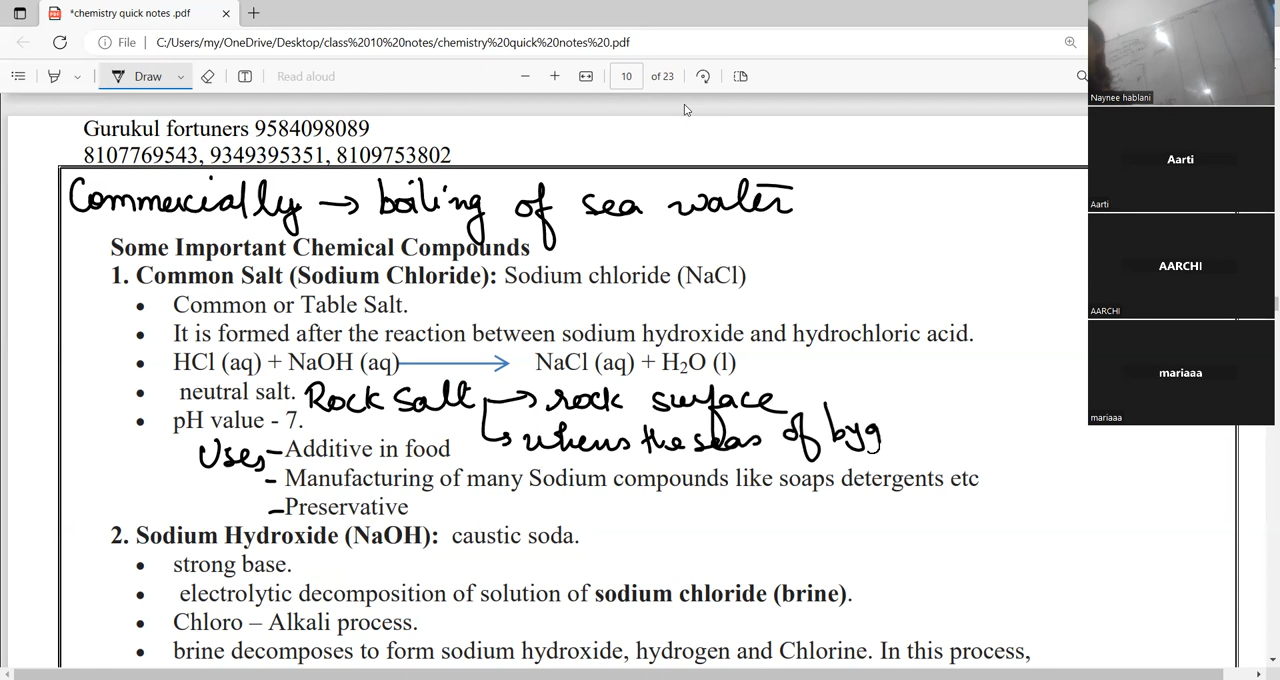 *chemistry quick notes .pdf
File C:/Users/my/OneDrive/Desktop/class%2010%20notes/chemistry%20quick%20notes%20.pdf
Draw Read aloud 10 of 23
Gurukul fortuners 9584098089
8107769543, 9349395351, 8109753802
Commercially → boiling of sea water
Some Important Chemical Compounds
1. Common Salt (Sodium Chloride): Sodium chloride (NaCl)
• Common or Table Salt.
• It is formed after the reaction between sodium hydroxide and hydrochloric acid.
• HCl (aq) + NaOH (aq) → NaCl (aq) + H₂O (l)
• neutral salt. Rock Salt → rock surface
• pH value - 7. → when the seas of byg
Uses – Additive in food
– Manufacturing of many Sodium compounds like soaps detergents etc
– Preservative
2. Sodium Hydroxide (NaOH): caustic soda.
• strong base.
• electrolytic decomposition of solution of sodium chloride (brine).
• Chloro – Alkali process.
• brine decomposes to form sodium hydroxide, hydrogen and Chlorine. In this process,
Naynee hablani
Aarti
Aarti
AARCHI
AARCHI
mariaaa
mariaaa